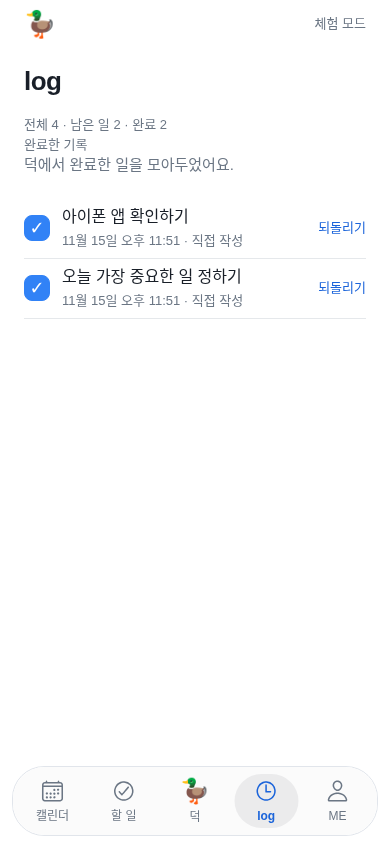 체험 모드
log
전체 4 · 남은 일 2 · 완료 2
완료한 기록
덕에서 완료한 일을 모아두었어요.
아이폰 앱 확인하기
11월 15일 오후 11:51 · 직접 작성
되돌리기
오늘 가장 중요한 일 정하기
11월 15일 오후 11:51 · 직접 작성
되돌리기
캘린더
할 일
덕
log
ME